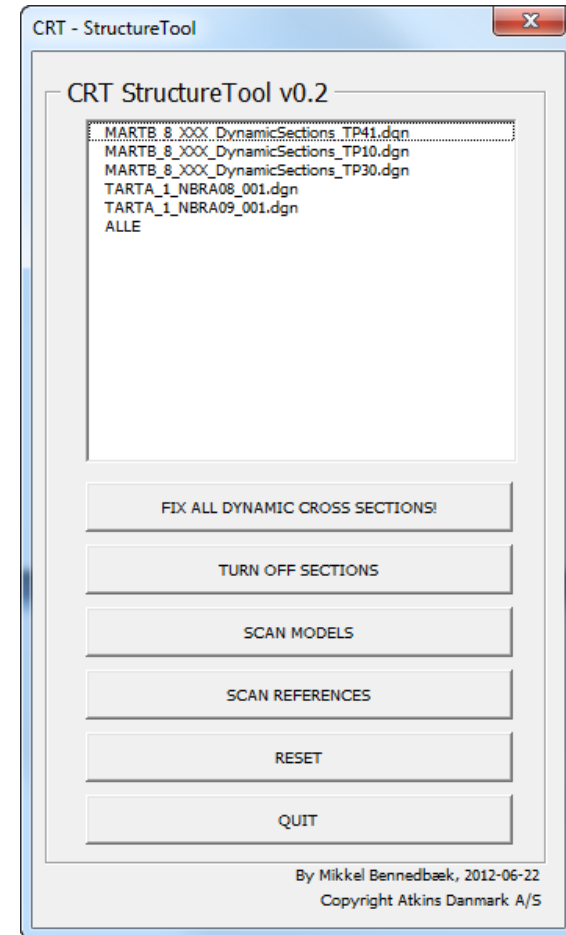 CRT - StructureTool
CRT StructureTool v0.2
MARTB_8_XXX_DynamicSections_TP41.dgn
MARTB_8_XXX_DynamicSections_TP10.dgn
MARTB_8_XXX_DynamicSections_TP30.dgn
TARTA_1_NBRA08_001.dgn
TARTA_1_NBRA09_001.dgn
ALLE
FIX ALL DYNAMIC CROSS SECTIONS!
TURN OFF SECTIONS
SCAN MODELS
SCAN REFERENCES
RESET
QUIT
By Mikkel Bennedbæk, 2012-06-22
Copyright Atkins Danmark A/S